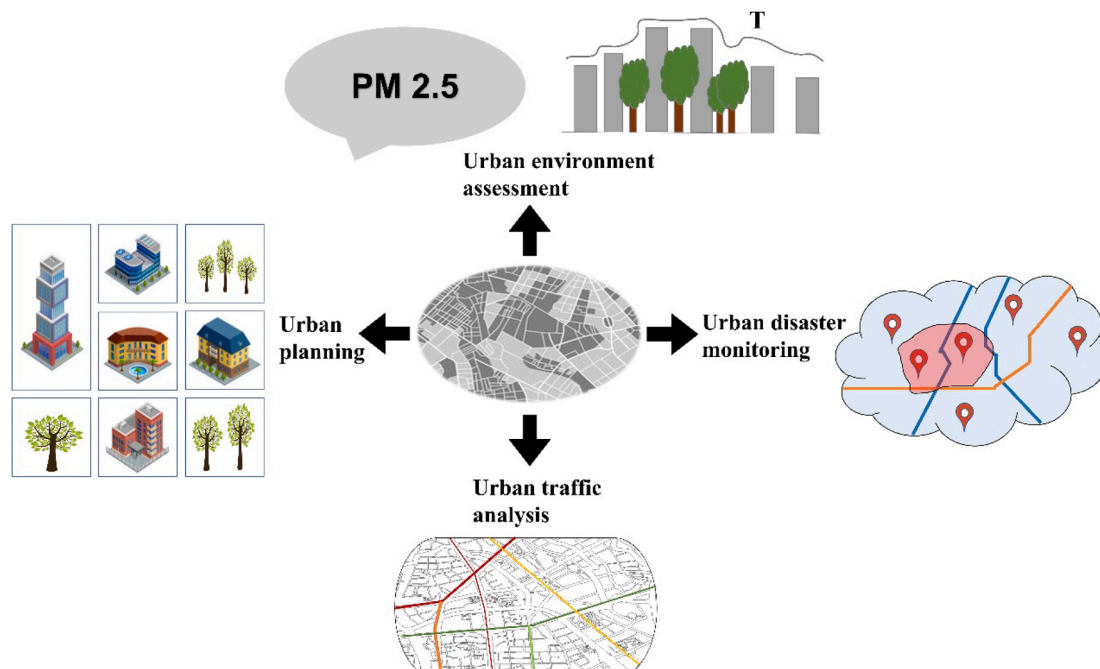 T
PM 2.5
Urban environment
assessment
Urban
planning
Urban disaster
monitoring
Urban traffic
analysis